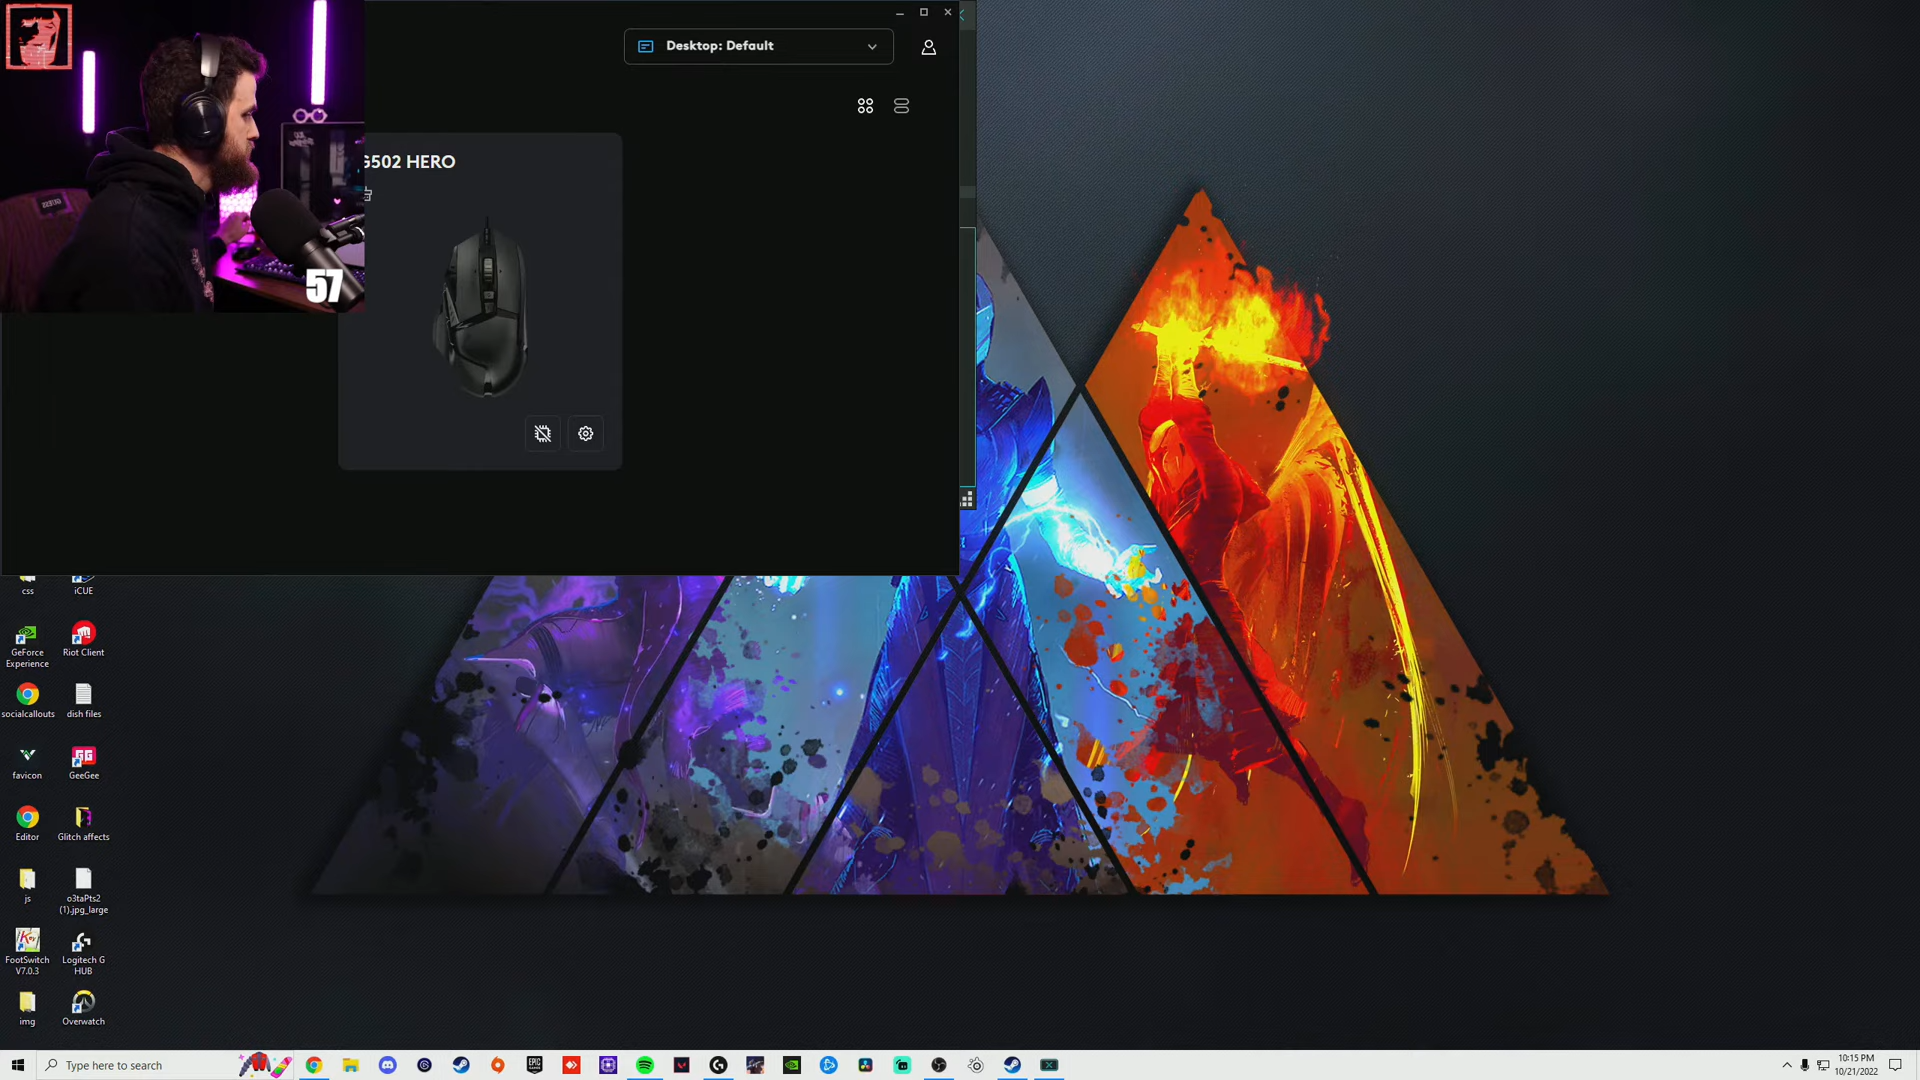 Desktop: Default
G502 HERO
57
css
iCUE
GeForce Experience
Riot Client
socialcallouts
dish files
favicon
GeeGee
Editor
Glitch affects
js
o3taPts2 (1).jpg_large
FootSwitch V7.0.3
Logitech G HUB
img
Overwatch
Type here to search
10:15 PM
10/21/2022